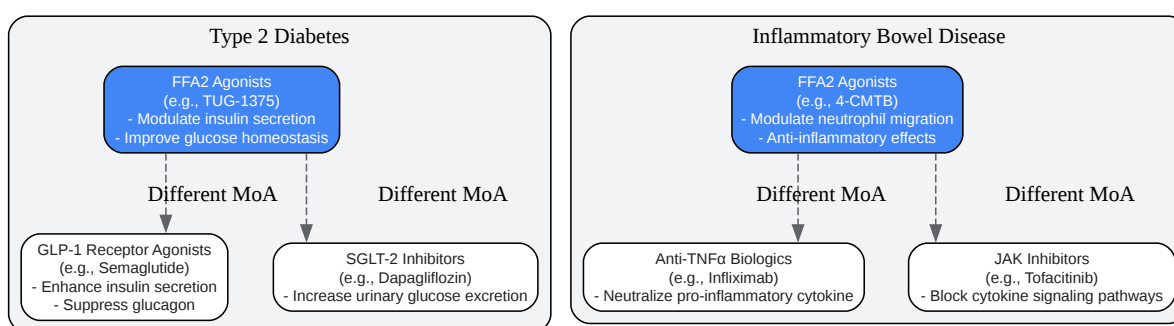 Type 2 Diabetes
FFA2 Agonists
(e.g., TUG-1375)
- Modulate insulin secretion
- Improve glucose homeostasis
Different MoA
Different MoA
GLP-1 Receptor Agonists
(e.g., Semaglutide)
- Enhance insulin secretion
- Suppress glucagon
SGLT-2 Inhibitors
(e.g., Dapagliflozin)
- Increase urinary glucose excretion
Inflammatory Bowel Disease
FFA2 Agonists
(e.g., 4-CMTB)
- Modulate neutrophil migration
- Anti-inflammatory effects
Different MoA
Different MoA
Anti-TNFα Biologics
(e.g., Infliximab)
- Neutralize pro-inflammatory cytokine
JAK Inhibitors
(e.g., Tofacitinib)
- Block cytokine signaling pathways